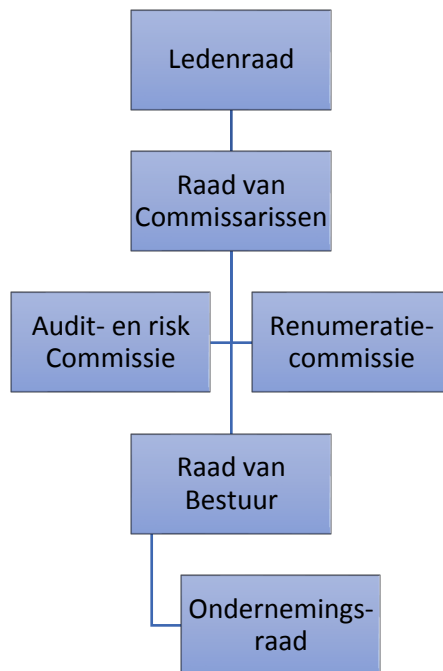 Ledenraad
Raad van
Commissarissen
Audit- en risk
Commissie
Renumeratie-
commissie
Raad van
Bestuur
Ondernemings-
raad